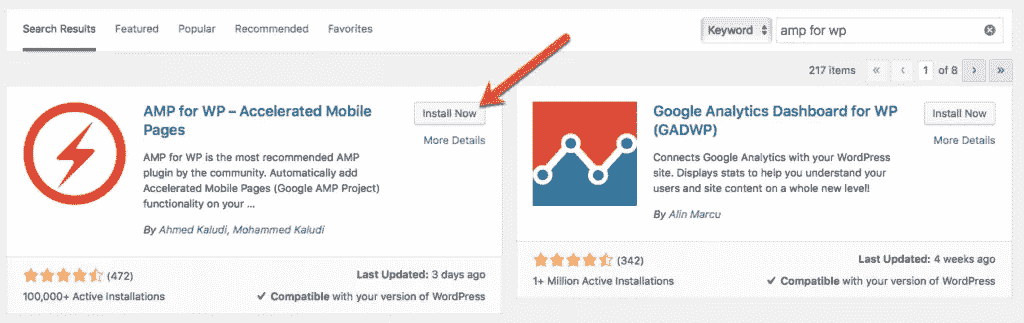 Search Results Featured Popular Recommended Favorites Keyword amp for wp
217 items « ‹ 1 of 8 › »
AMP for WP – Accelerated Mobile
Pages
Install Now
More Details
AMP for WP is the most recommended AMP
plugin by the community. Automatically add
Accelerated Mobile Pages (Google AMP Project)
functionality on your ...
By Ahmed Kaludi, Mohammed Kaludi
(472)
Last Updated: 3 days ago
100,000+ Active Installations
✔ Compatible with your version of WordPress
Google Analytics Dashboard for WP
(GADWP)
Install Now
More Details
Connects Google Analytics with your WordPress
site. Displays stats to help you understand your
users and site content on a whole new level!
By Alin Marcu
(342)
Last Updated: 4 weeks ago
1+ Million Active Installations
✔ Compatible with your version of WordPress